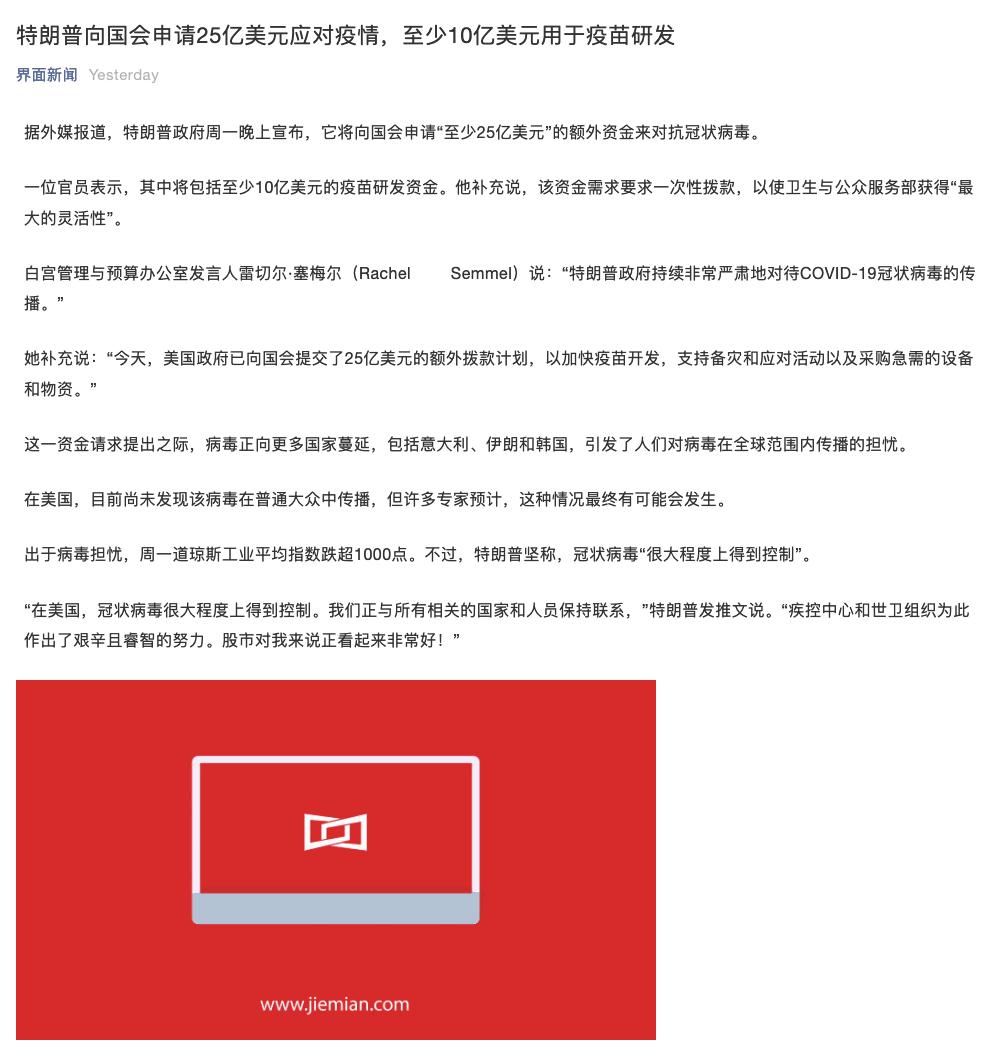 特朗普向国会申请25亿美元应对疫情，至少10亿美元用于疫苗研发
界面新闻 Yesterday
据外媒报道，特朗普政府周一晚上宣布，它将向国会申请“至少25亿美元”的额外资金来对抗冠状病毒。
一位官员表示，其中将包括至少10亿美元的疫苗研发资金。他补充说，该资金需求要求一次性拨款，以使卫生与公众服务部获得“最
大的灵活性”。
白宫管理与预算办公室发言人雷切尔·塞梅尔（Rachel Semmel）说：“特朗普政府持续非常严肃地对待COVID-19冠状病毒的传
播。”
她补充说：“今天，美国政府已向国会提交了25亿美元的额外拨款计划，以加快疫苗开发，支持备灾和应对活动以及采购急需的设备
和物资。”
这一资金请求提出之际，病毒正向更多国家蔓延，包括意大利、伊朗和韩国，引发了人们对病毒在全球范围内传播的担忧。
在美国，目前尚未发现该病毒在普通大众中传播，但许多专家预计，这种情况最终有可能会发生。
出于病毒担忧，周一道琼斯工业平均指数跌超1000点。不过，特朗普坚称，冠状病毒“很大程度上得到控制”。
“在美国，冠状病毒很大程度上得到控制。我们正与所有相关的国家和人员保持联系，”特朗普发推文说。“疾控中心和世卫组织为此
作出了艰辛且睿智的努力。股市对我来说正看起来非常好！”
www.jiemian.com